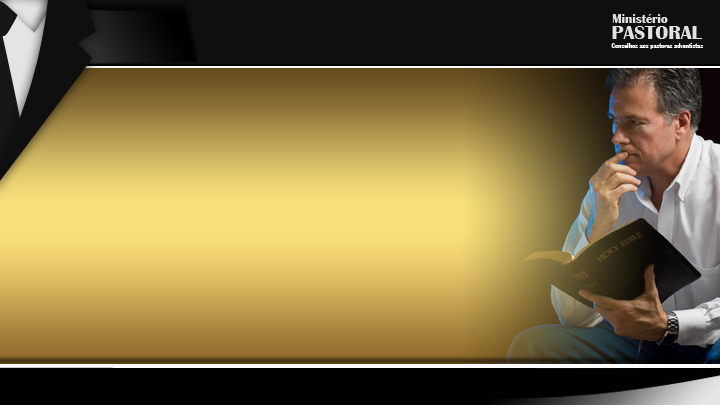 Ministério
PASTORAL
Conselhos aos pastores adventistas
HOLY BIBLE